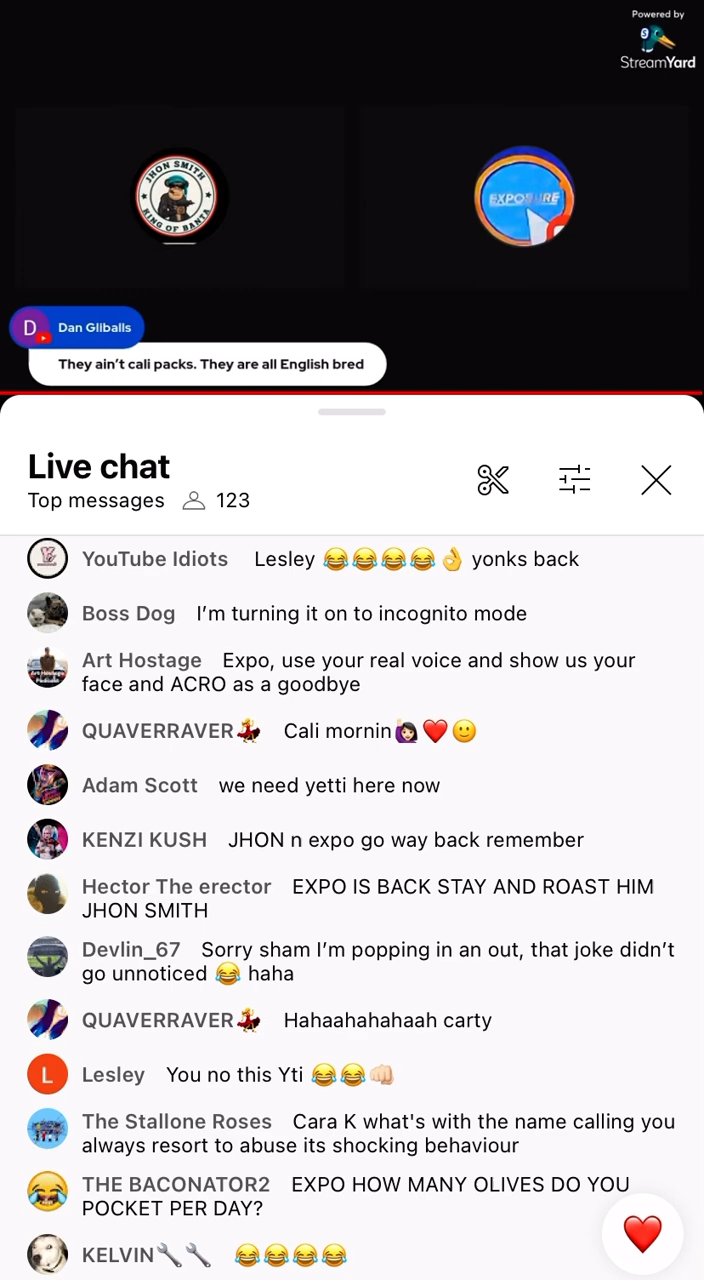 Powered by
StreamYard
JHON SMITH
KING OF BANTA
EXPOSURE
D
Dan Gliballs
They ain't cali packs. They are all English bred
Live chat
Top messages 123
YouTube Idiots Lesley 😂😂😂😂👌 yonks back
Boss Dog I'm turning it on to incognito mode
Art Hostage Expo, use your real voice and show us your
face and ACRO as a goodbye
QUAVERRAVER💃 Cali mornin🙋🏻‍♀️❤️🙂
Adam Scott we need yetti here now
KENZI KUSH JHON n expo go way back remember
Hector The erector EXPO IS BACK STAY AND ROAST HIM
JHON SMITH
Devlin_67 Sorry sham I'm popping in an out, that joke didn't
go unnoticed 😂 haha
QUAVERRAVER💃 Hahaahahahaah carty
L
Lesley You no this Yti 😂😂👊🏻
The Stallone Roses Cara K what's with the name calling you
always resort to abuse its shocking behaviour
THE BACONATOR2 EXPO HOW MANY OLIVES DO YOU
POCKET PER DAY?
KELVIN🔧🔧 😂😂😂😂